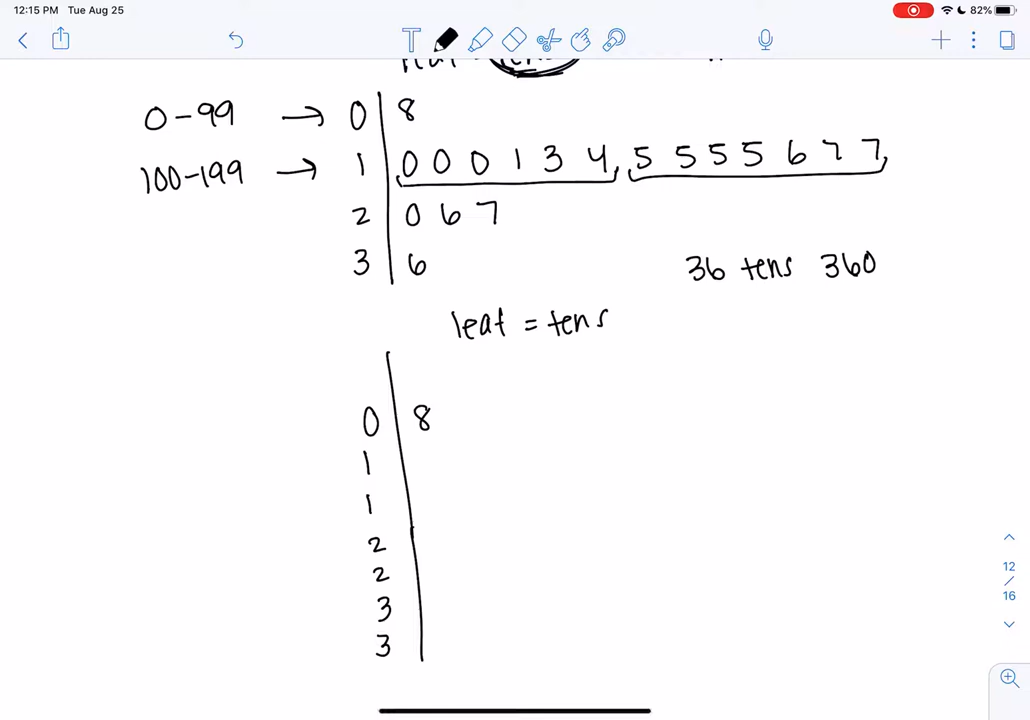 12:15 PM Tue Aug 25
82%
T
0-99 → 0 8
100-199 → 1 0 0 0 1 3 4 5 5 5 5 6 7 7
2 0 6 7
3 6
36 tens 360
leaf = tens
0 8
1
1
2
2
3
3
12
/
16